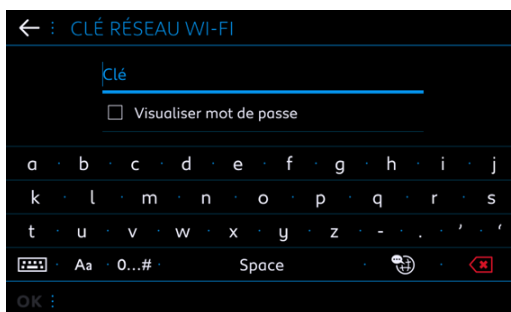 CLÉ RÉSEAU WI-FI
Clé
Visualiser mot de passe
a b c d e f g h i j
k l m n o p q r s
t u v w x y z - . ' ‘
Aa 0...# Space
OK